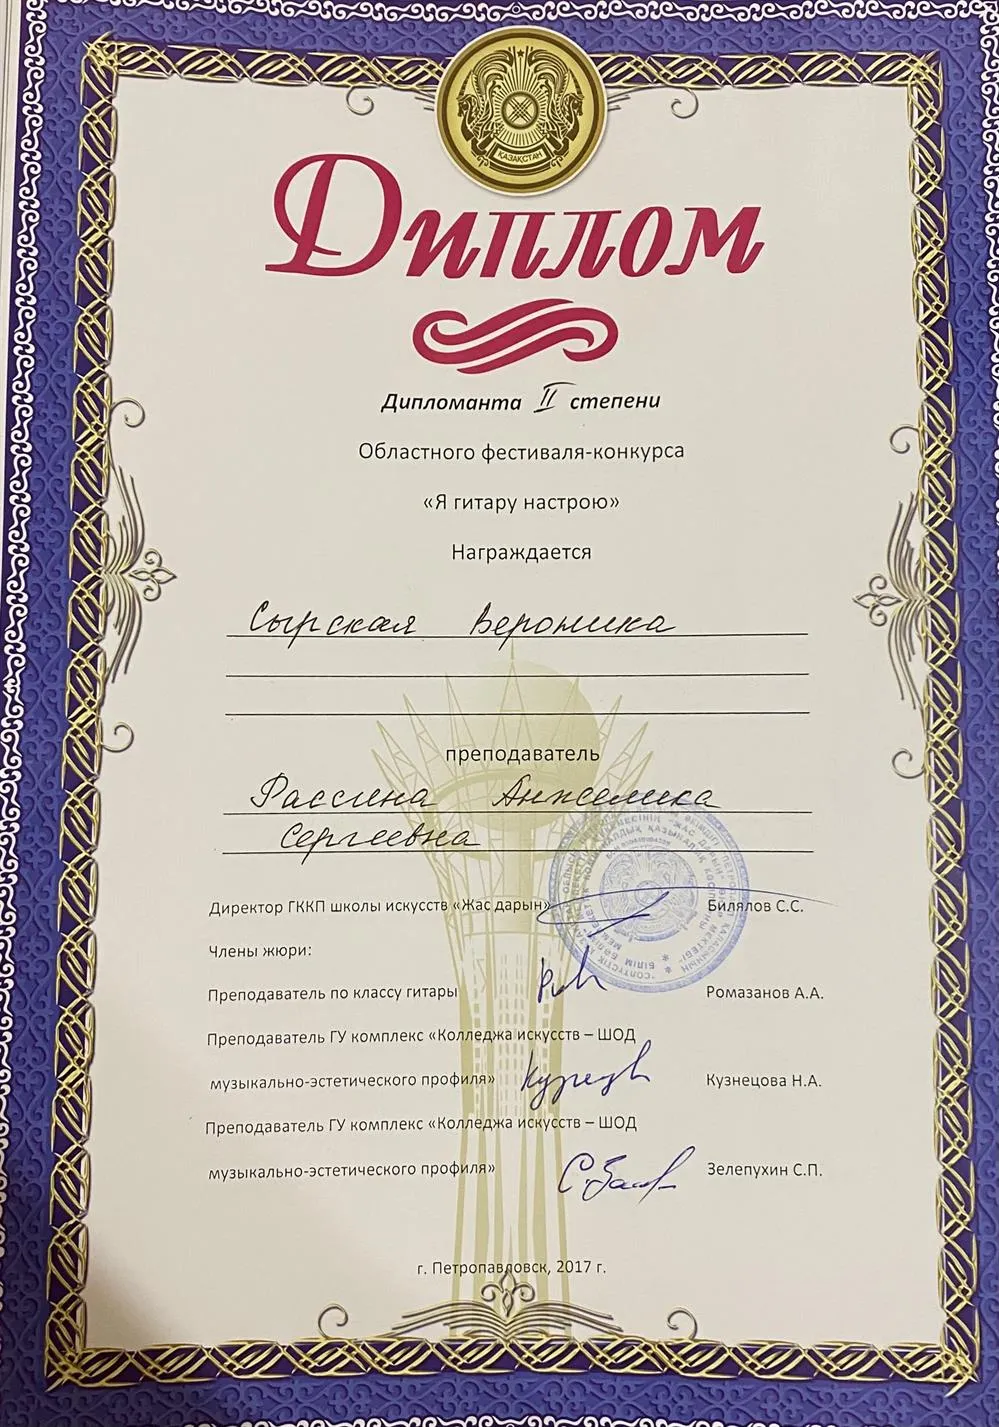 ҚАЗАҚСТАН
Диплом
Дипломанта II степени
Областного фестиваля-конкурса
«Я гитару настрою»
Награждается
Сырская Вероника
преподаватель
Рассина Анжелика
Сергеевна
Директор ГККП школы искусств «Жас дарын» Билялов С.С.
Члены жюри:
Преподаватель по классу гитары Ромазанов А.А.
Преподаватель ГУ комплекс «Колледжа искусств – ШОД
музыкально-эстетического профиля» Кузнецова Н.А.
Преподаватель ГУ комплекс «Колледжа искусств – ШОД
музыкально-эстетического профиля» Зелепухин С.П.
г. Петропавловск, 2017 г.